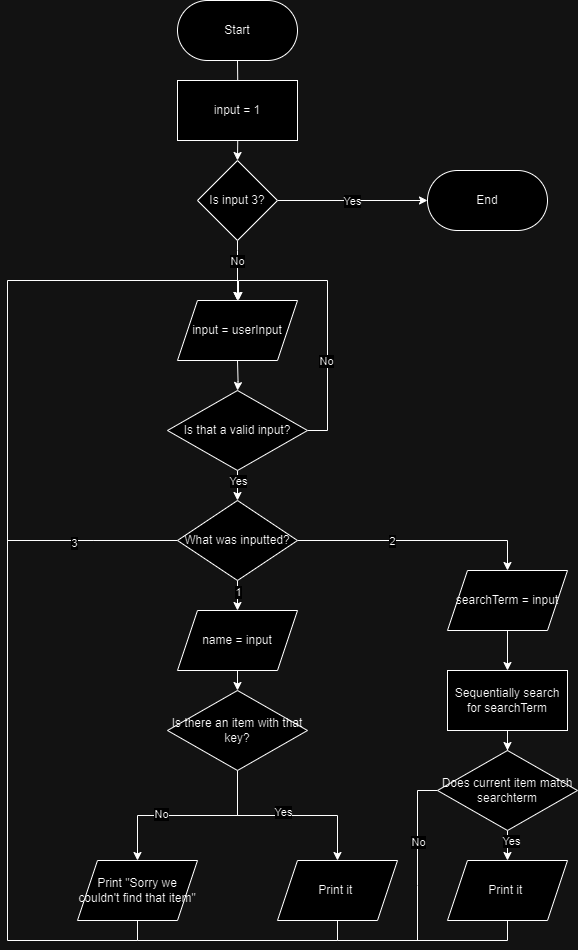 Start
input = 1
Is input 3?
Yes
End
No
input = userInput
No
Is that a valid input?
Yes
What was inputted?
3
2
1
searchTerm = input
name = input
Sequentially search
for searchTerm
Is there an item with that
key?
Does current item match
searchterm
No
Yes
No
Yes
Print "Sorry we
couldn't find that item"
Print it
Print it